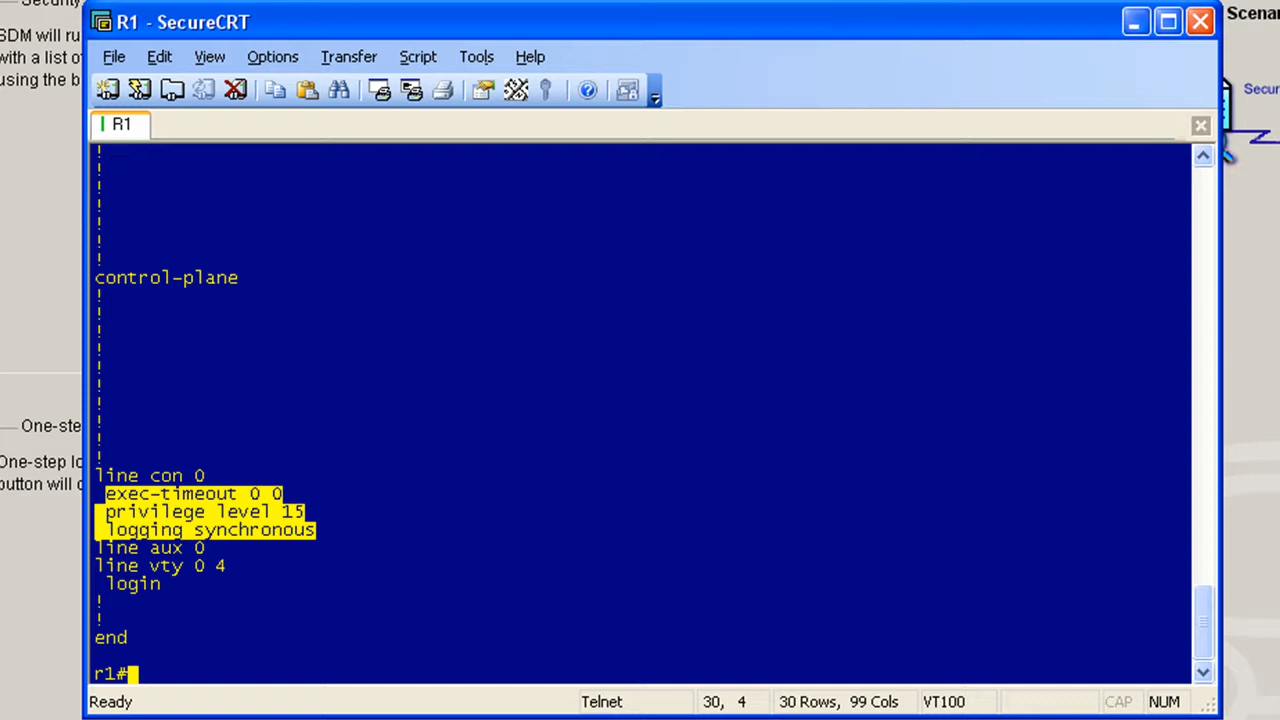 Security
SDM will ru
with a list of
using the b
One-ste
One-step lo
button will c
R1 - SecureCRT
File Edit View Options Transfer Script Tools Help
R1
!
!
!
!
!
!
!
control-plane
!
!
!
!
!
!
!
!
!
!
line con 0
exec-timeout 0 0
privilege level 15
logging synchronous
line aux 0
line vty 0 4
login
!
!
end
r1#
Ready Telnet 30, 4 30 Rows, 99 Cols VT100 CAP NUM
Scenar
Secur